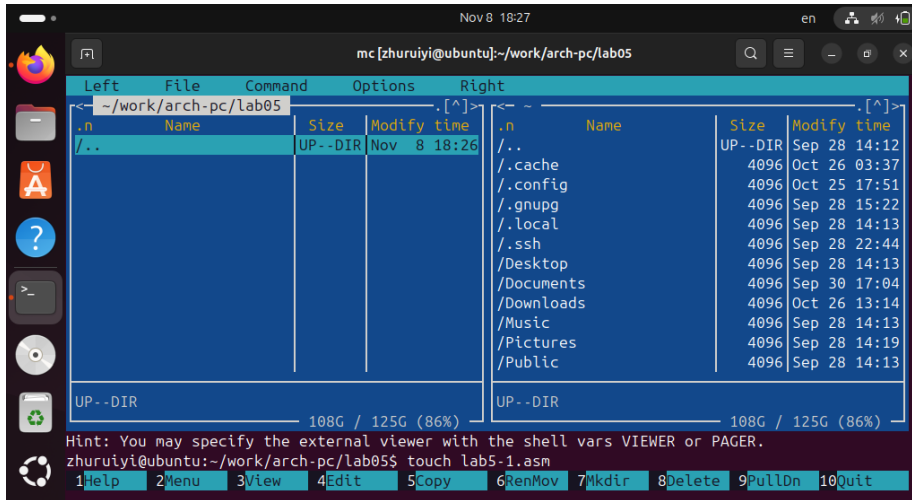 Nov 8 18:27 en
mc [zhuruiyi@ubuntu]:~/work/arch-pc/lab05
Left File Command Options Right
<- ~/work/arch-pc/lab05 .[^]> <- ~ .[^]>
.n Name Size Modify time .n Name Size Modify time
/.. UP--DIR Nov 8 18:26 /.. UP--DIR Sep 28 14:12
/.cache 4096 Oct 26 03:37
/.config 4096 Oct 25 17:51
/.gnupg 4096 Sep 28 15:22
/.local 4096 Sep 28 14:13
/.ssh 4096 Sep 28 22:44
/Desktop 4096 Sep 28 14:13
/Documents 4096 Sep 30 17:04
/Downloads 4096 Oct 26 13:14
/Music 4096 Sep 28 14:13
/Pictures 4096 Sep 28 14:19
/Public 4096 Sep 28 14:13
UP--DIR UP--DIR
108G / 125G (86%) 108G / 125G (86%)
Hint: You may specify the external viewer with the shell vars VIEWER or PAGER.
zhuruiyi@ubuntu:~/work/arch-pc/lab05$ touch lab5-1.asm
1Help 2Menu 3View 4Edit 5Copy 6RenMov 7Mkdir 8Delete 9PullDn 10Quit